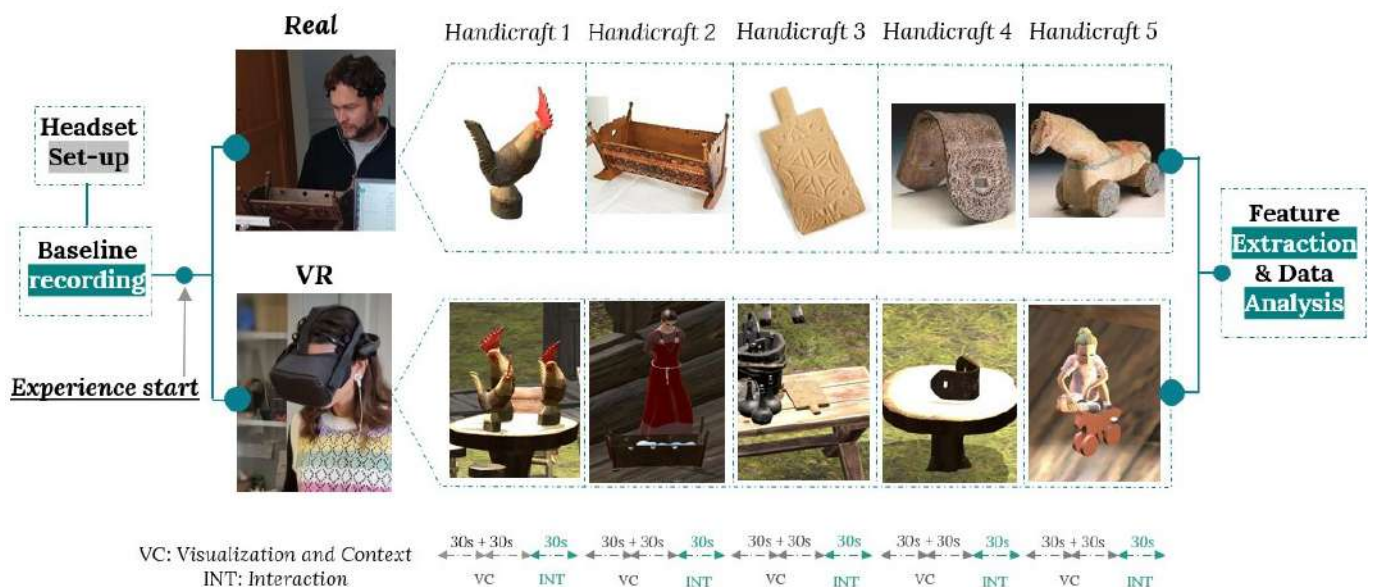 Real
Handicraft 1 Handicraft 2 Handicraft 3 Handicraft 4 Handicraft 5
Headset
Set-up
Baseline
recording
VR
Experience start
Feature
Extraction
& Data
Analysis
30s + 30s 30s 30s + 30s 30s 30s + 30s 30s 30s + 30s 30s 30s + 30s 30s
VC: Visualization and Context
INT: Interaction
VC INT VC INT VC INT VC INT VC INT